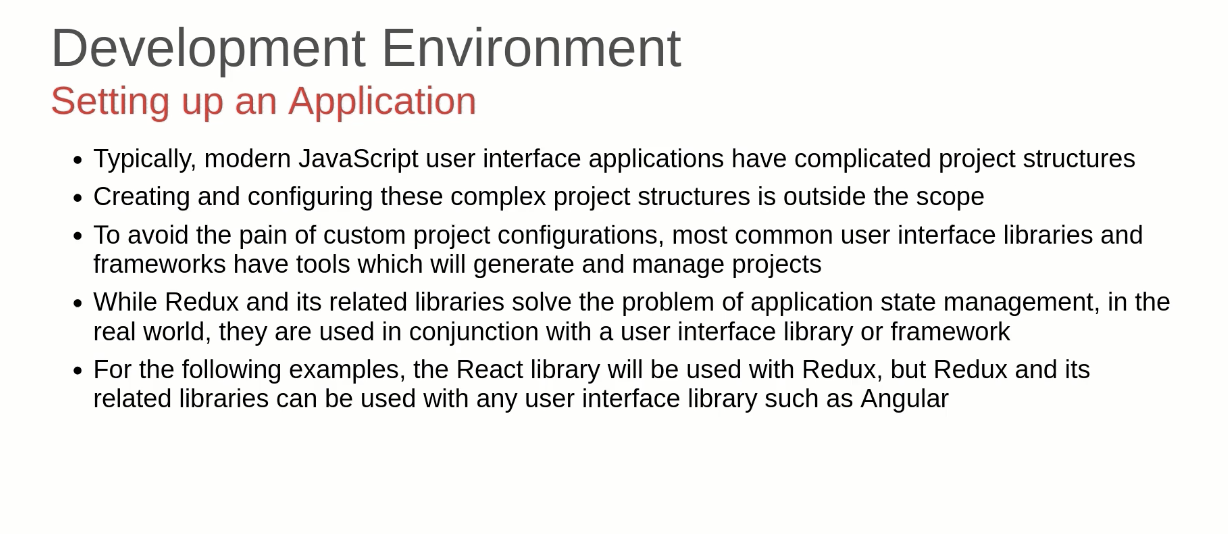 Development Environment
Setting up an Application
• Typically, modern JavaScript user interface applications have complicated project structures
• Creating and configuring these complex project structures is outside the scope
• To avoid the pain of custom project configurations, most common user interface libraries and
frameworks have tools which will generate and manage projects
• While Redux and its related libraries solve the problem of application state management, in the
real world, they are used in conjunction with a user interface library or framework
• For the following examples, the React library will be used with Redux, but Redux and its
related libraries can be used with any user interface library such as Angular